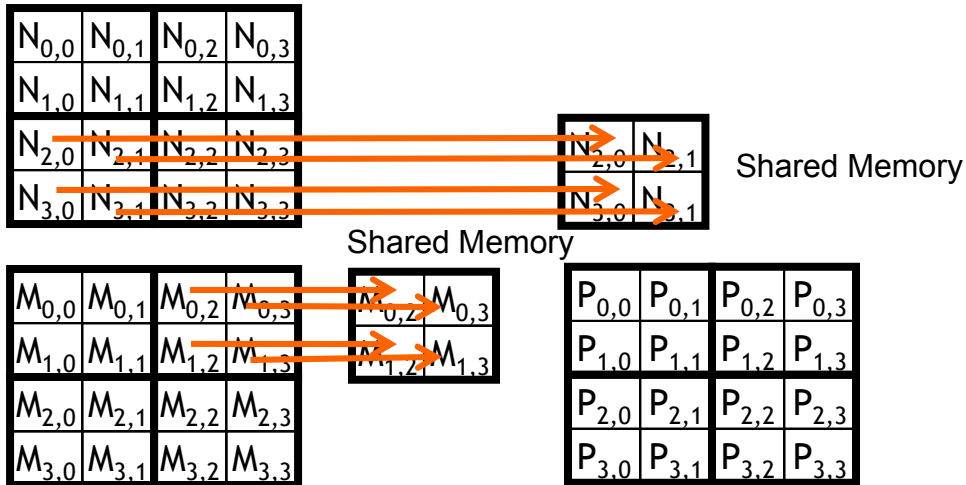 N0,0 N0,1 N0,2 N0,3
N1,0 N1,1 N1,2 N1,3
N2,0 N2,1 N2,2 N2,3
N3,0 N3,1 N3,2 N3,3
N2,0 N2,1
N3,0 N3,1
Shared Memory
Shared Memory
M0,0 M0,1 M0,2 M0,3
M1,0 M1,1 M1,2 M1,3
M2,0 M2,1 M2,2 M2,3
M3,0 M3,1 M3,2 M3,3
M0,2 M0,3
M1,2 M1,3
P0,0 P0,1 P0,2 P0,3
P1,0 P1,1 P1,2 P1,3
P2,0 P2,1 P2,2 P2,3
P3,0 P3,1 P3,2 P3,3